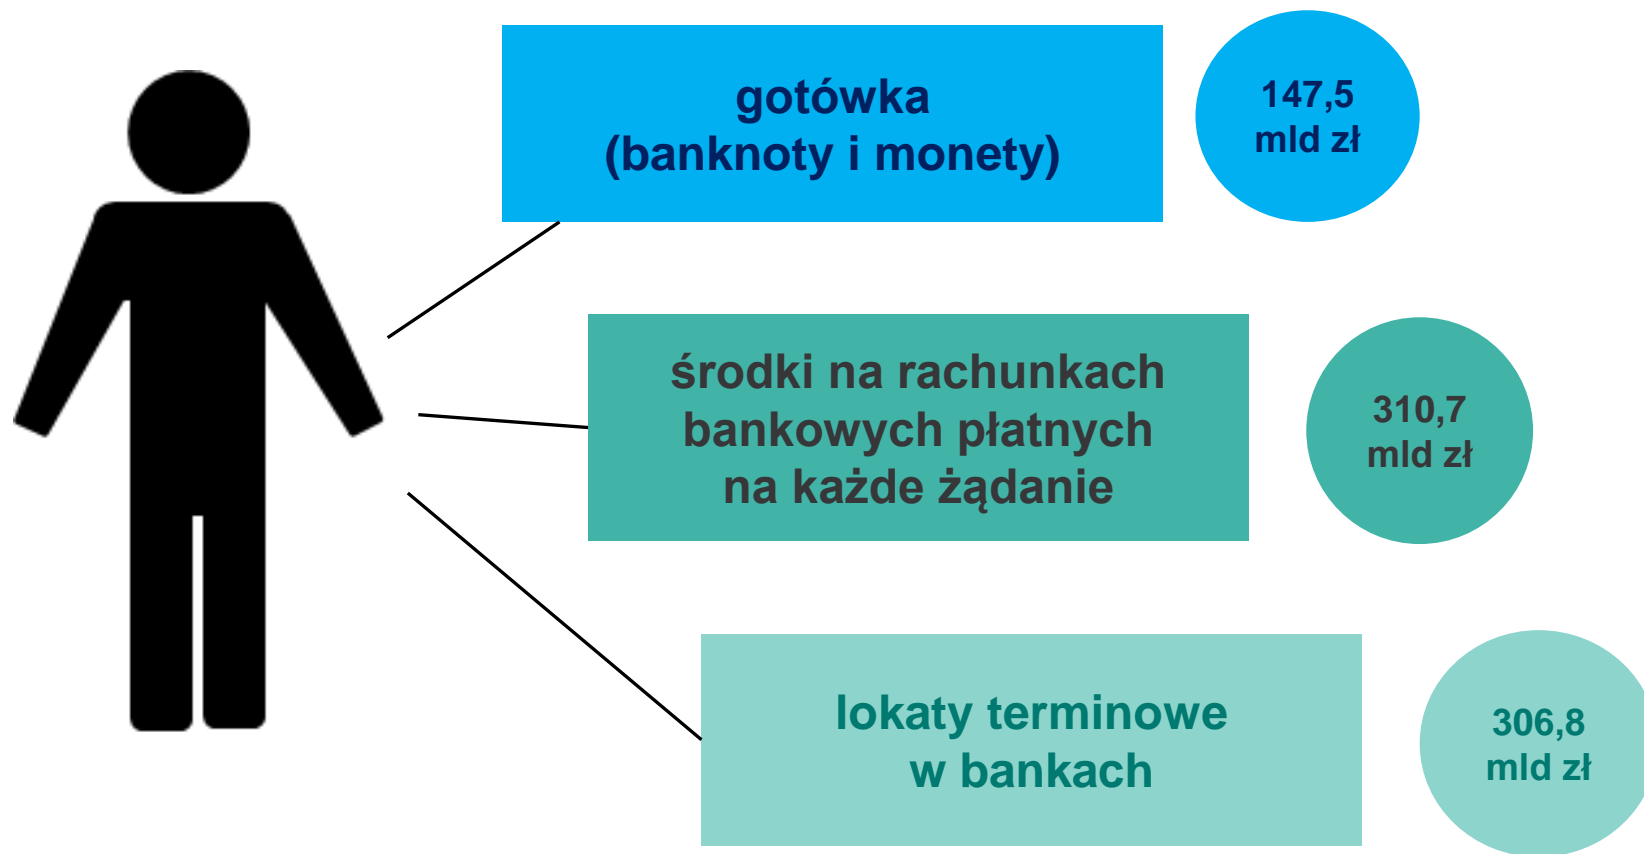 gotówka
(banknoty i monety)
147,5
mld zł
środki na rachunkach
bankowych płatnych
na każde żądanie
310,7
mld zł
lokaty terminowe
w bankach
306,8
mld zł